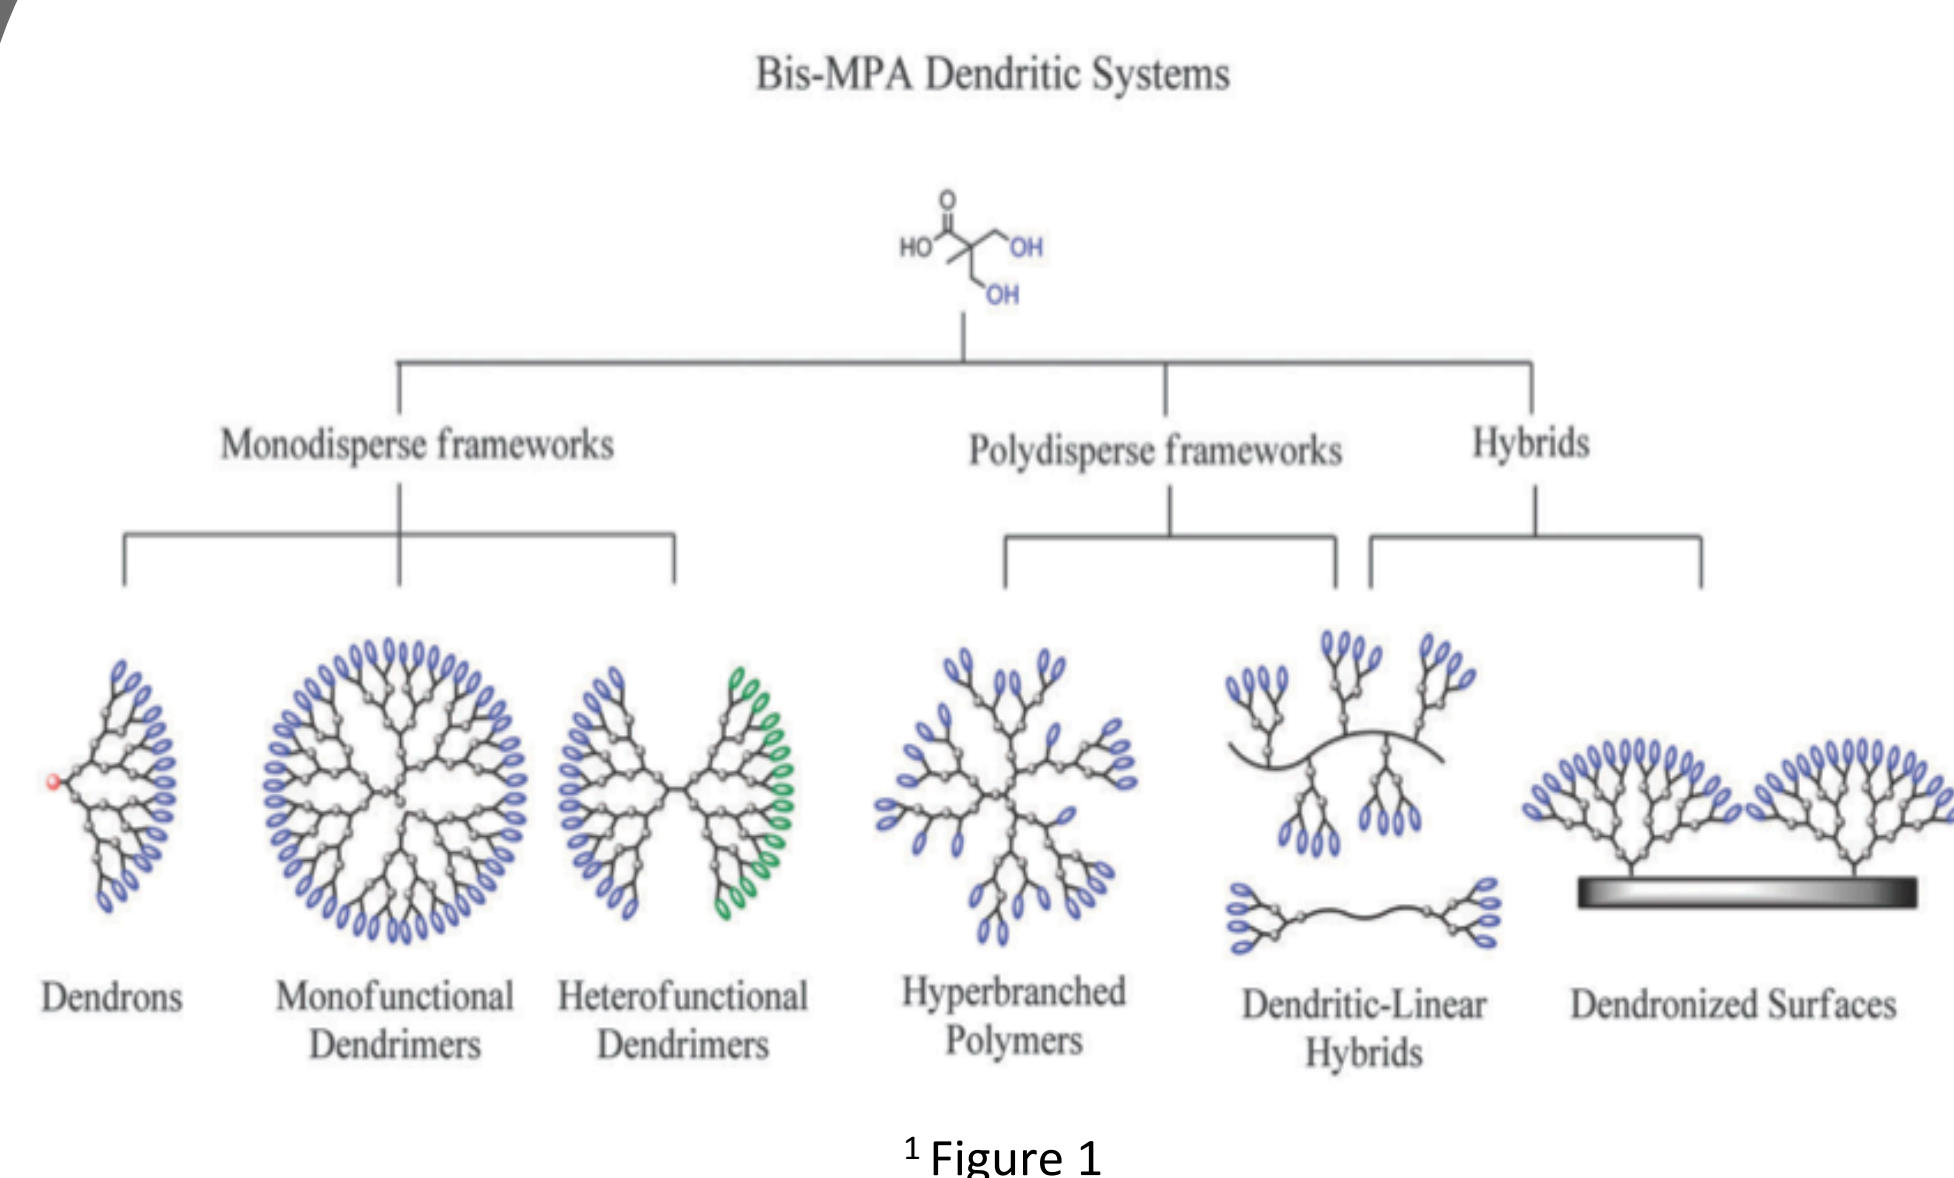 Bis-MPA Dendritic Systems
O
HO
OH
OH
Monodisperse frameworks
Polydisperse frameworks
Hybrids
Dendrons
Monofunctional
Dendrimers
Heterofunctional
Dendrimers
Hyperbranched
Polymers
Dendritic-Linear
Hybrids
Dendronized Surfaces
¹ Figure 1